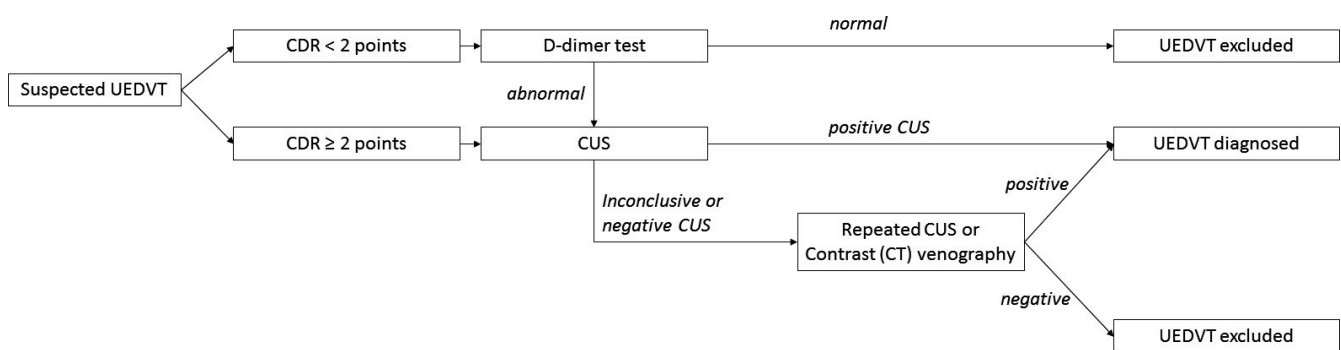 normal
CDR < 2 points
D-dimer test
UEDVT excluded
Suspected UEDVT
abnormal
positive CUS
CDR ≥ 2 points
CUS
UEDVT diagnosed
positive
Inconclusive or
negative CUS
Repeated CUS or
Contrast (CT) venography
negative
UEDVT excluded